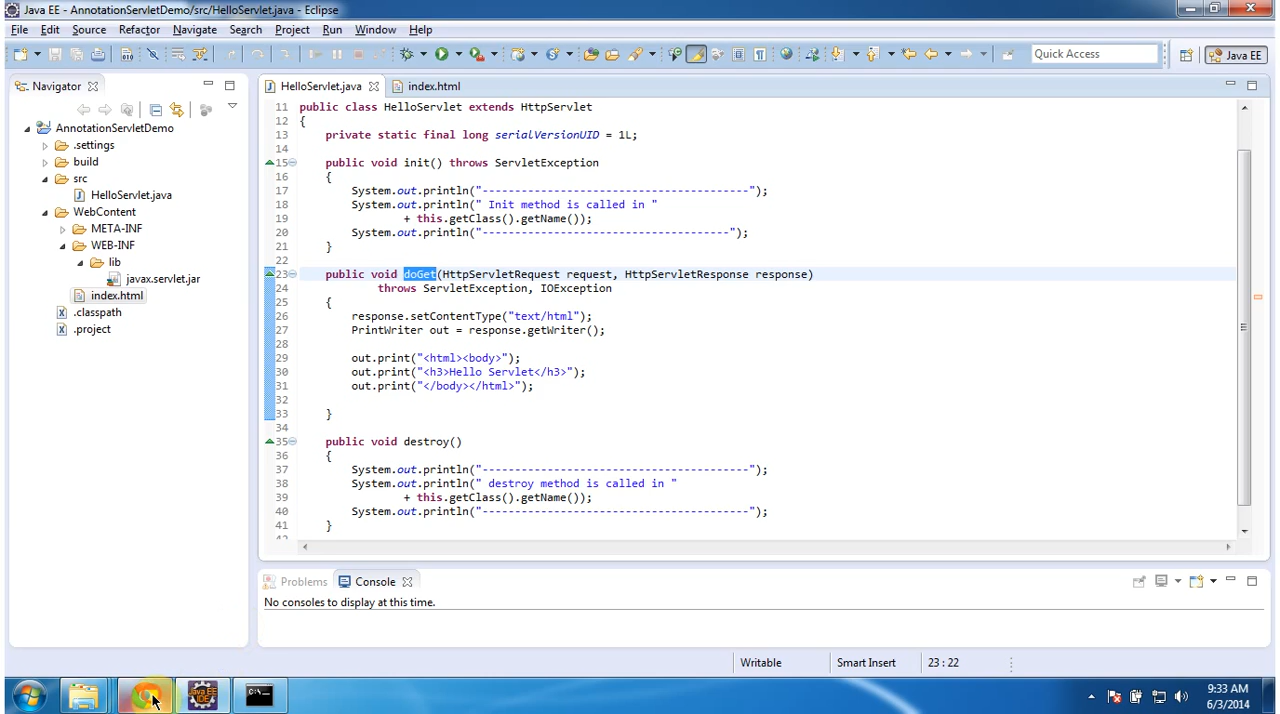 Java EE - AnnotationServletDemo/src/HelloServlet.java - Eclipse
File Edit Source Refactor Navigate Search Project Run Window Help
Quick Access Java EE
Navigator
HelloServlet.java index.html
AnnotationServletDemo
.settings
build
src
HelloServlet.java
WebContent
META-INF
WEB-INF
lib
javax.servlet.jar
index.html
.classpath
.project
11 public class HelloServlet extends HttpServlet
12 {
13 private static final long serialVersionUID = 1L;
14
15 public void init() throws ServletException
16 {
17 System.out.println("-----------------------------------------");
18 System.out.println(" Init method is called in "
19 + this.getClass().getName());
20 System.out.println("--------------------------------------");
21 }
22
23 public void doGet(HttpServletRequest request, HttpServletResponse response)
24 throws ServletException, IOException
25 {
26 response.setContentType("text/html");
27 PrintWriter out = response.getWriter();
28
29 out.print("<html><body>");
30 out.print("<h3>Hello Servlet</h3>");
31 out.print("</body></html>");
32
33 }
34
35 public void destroy()
36 {
37 System.out.println("-----------------------------------------");
38 System.out.println(" destroy method is called in "
39 + this.getClass().getName());
40 System.out.println("-----------------------------------------");
41 }
Problems Console
No consoles to display at this time.
Writable Smart Insert 23 : 22
Java EE
IDE
C:\
9:33 AM
6/3/2014